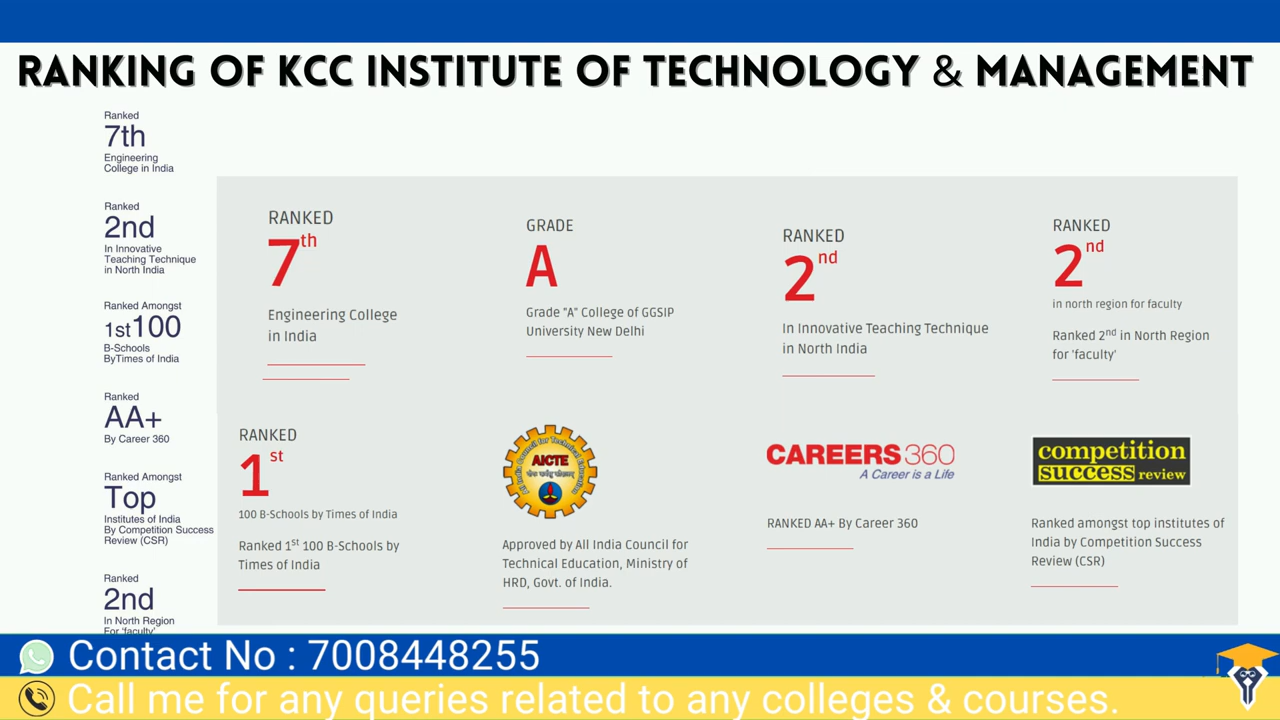 RANKING OF KCC INSTITUTE OF TECHNOLOGY & MANAGEMENT
Ranked
7th
Engineering
College in India
Ranked
2nd
In Innovative
Teaching Technique
in North India
Ranked Amongst
1st100
B-Schools
ByTimes of India
Ranked
AA+
By Career 360
Ranked Amongst
Top
Institutes of India
By Competition Success
Review (CSR)
Ranked
2nd
In North Region
For 'faculty'
RANKED
7th
Engineering College
in India
GRADE
A
Grade "A" College of GGSIP
University New Delhi
RANKED
2nd
In Innovative Teaching Technique
in North India
RANKED
2nd
in north region for faculty
Ranked 2nd in North Region
for 'faculty'
RANKED
1st
100 B-Schools by Times of India
Ranked 1st 100 B-Schools by
Times of India
All India Council for Technical Education
AICTE
Approved by All India Council for
Technical Education, Ministry of
HRD, Govt. of India.
CAREERS360
A Career is a Life
RANKED AA+ By Career 360
competition
success review
Ranked amongst top institutes of
India by Competition Success
Review (CSR)
Contact No : 7008448255
Call me for any queries related to any colleges & courses.